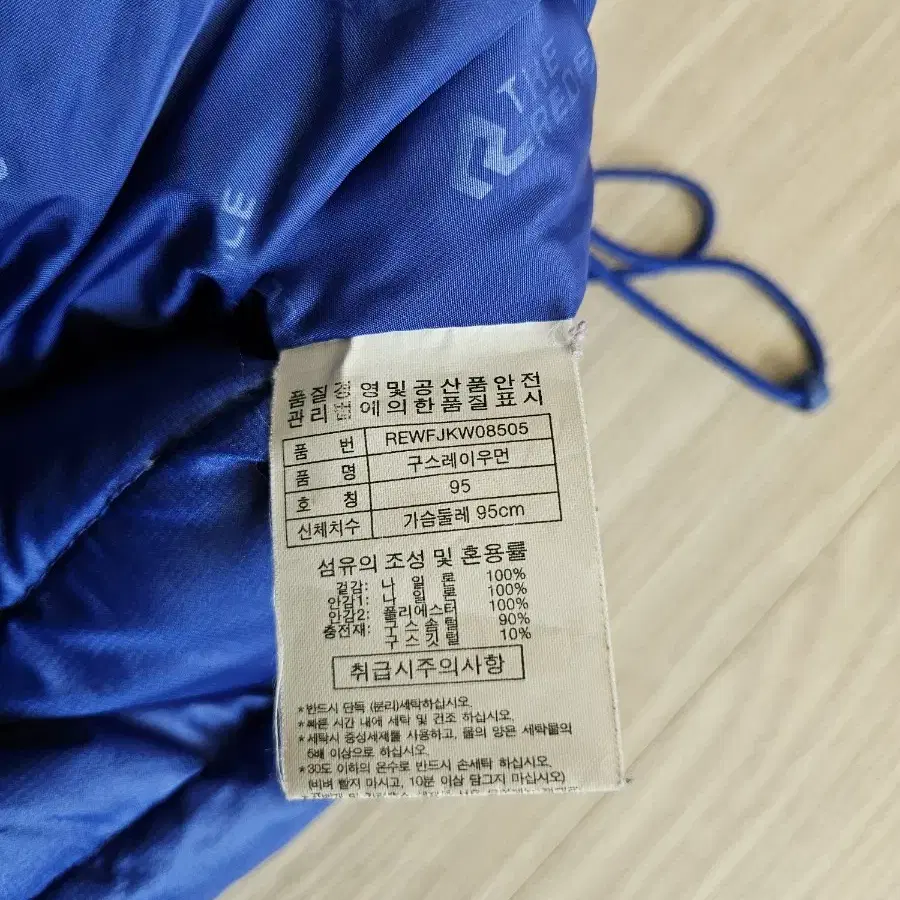 THE
REDF
LE
품질경영및공산품안전
관리법에의한품질표시
품 번 REWFJKW08505
품 명 구스레이우먼
호 칭 95
신체치수 가슴둘레 95cm
섬유의 조성 및 혼용률
겉감: 나 일 론 100%
안감1: 나 일 론 100%
안감2: 폴리에스터 100%
충전재: 구 스 솜 털 90%
구 스 깃 털 10%
취급시주의사항
*반드시 단독 (분리)세탁하십시오.
*빠른 시간 내에 세탁 및 건조 하십시오.
*세탁시 중성세제를 사용하고, 물의 양은 세탁물의
5배 이상으로 하십시오.
*30도 이하의 온수로 반드시 손세탁 하십시오.
(비벼 빨지 마시고, 10분 이상 담그지 마십시오)